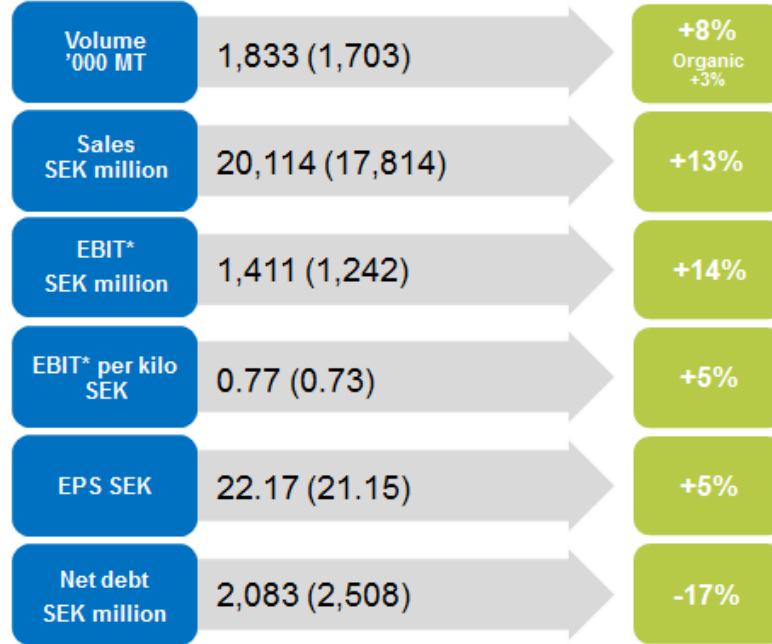 Volume
'000 MT
1,833 (1,703)
+8%
Organic
+3%
Sales
SEK million
20,114 (17,814)
+13%
EBIT*
SEK million
1,411 (1,242)
+14%
EBIT* per kilo
SEK
0.77 (0.73)
+5%
EPS SEK
22.17 (21.15)
+5%
Net debt
SEK million
2,083 (2,508)
-17%